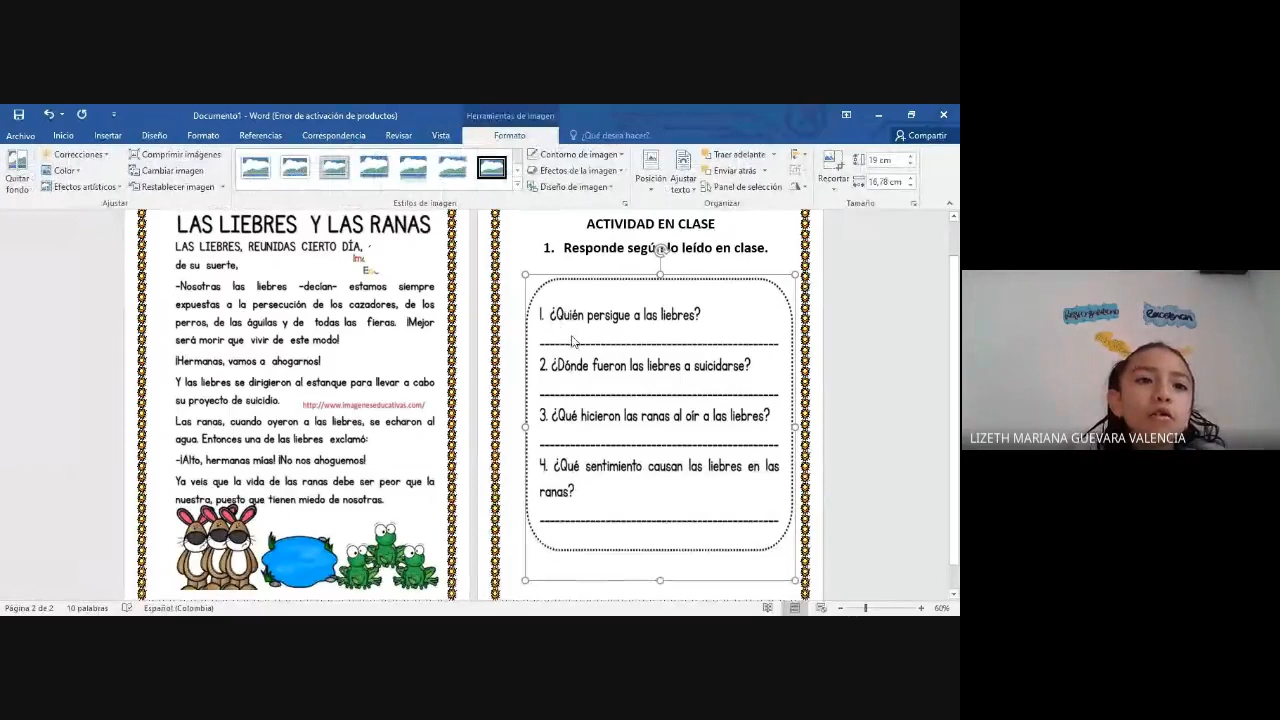 Documento1 - Word (Error de activación de productos)
Herramientas de imagen
Archivo Inicio Insertar Diseño Formato Referencias Correspondencia Revisar Vista Formato ¿Qué desea hacer? Compartir
Quitar fondo
Correcciones
Color
Efectos artísticos
Comprimir imágenes
Cambiar imagen
Restablecer imagen
Ajustar
Estilos de imagen
Contorno de imagen
Efectos de la imagen
Diseño de imagen
Posición
Ajustar texto
Traer adelante
Enviar atrás
Panel de selección
Organizar
Recortar
19 cm
16,78 cm
Tamaño
LAS LIEBRES Y LAS RANAS
LAS LIEBRES, REUNIDAS CIERTO DÍA,
de su suerte,
-Nosotras las liebres -decían- estamos siempre
expuestas a la persecución de los cazadores, de los
perros, de las águilas y de todas las fieras. ¡Mejor
será morir que vivir de este modo!
¡Hermanas, vamos a ahogarnos!
Y las liebres se dirigieron al estanque para llevar a cabo
su proyecto de suicidio.
http://www.imageneseducativas.com/
Las ranas, cuando oyeron a las liebres, se echaron al
agua. Entonces una de las liebres exclamó:
-¡Alto, hermanas mías! ¡No nos ahoguemos!
Ya veis que la vida de las ranas debe ser peor que la
nuestra, puesto que tienen miedo de nosotras.
ACTIVIDAD EN CLASE
1. Responde según lo leído en clase.
1. ¿Quién persigue a las liebres?
2. ¿Dónde fueron las liebres a suicidarse?
3. ¿Qué hicieron las ranas al oír a las liebres?
4. ¿Qué sentimiento causan las liebres en las
ranas?
Página 2 de 2 10 palabras Español (Colombia) 60%
Excelencia
LIZETH MARIANA GUEVARA VALENCIA